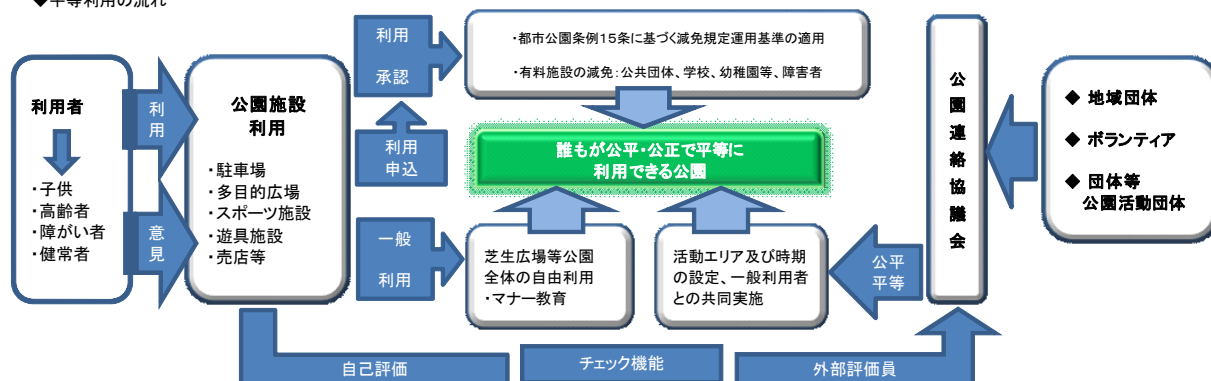 ◆平等利用の流れ
利用者
・子供
・高齢者
・障がい者
・健常者
利
用
意
見
公園施設
利用
・駐車場
・多目的広場
・スポーツ施設
・遊具施設
・売店等
利用
承認
利用
申込
一般
利用
・都市公園条例15条に基づく減免規定運用基準の適用
・有料施設の減免：公共団体、学校、幼稚園等、障害者
誰もが公平・公正で平等に
利用できる公園
芝生広場等公園
全体の自由利用
・マナー教育
活動エリア及び時期
の設定、一般利用者
との共同実施
公平
平等
公
園
連
絡
協
議
会
◆ 地域団体
◆ ボランティア
◆ 団体等
公園活動団体
自己評価
チェック機能
外部評価員